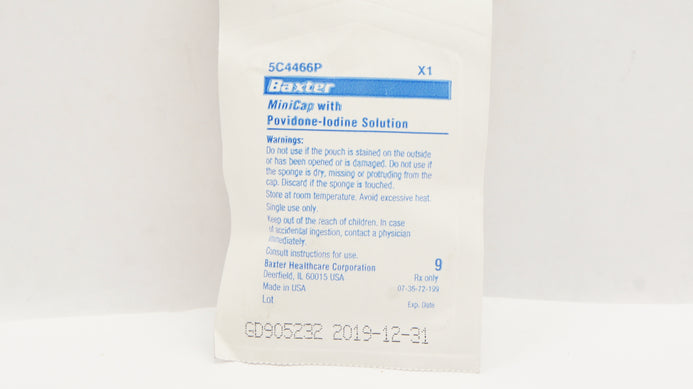 5C4466P X1
Baxter
MiniCap with
Povidone-Iodine Solution
Warnings:
Do not use if the pouch is stained on the outside
or has been opened or is damaged. Do not use if
the sponge is dry, missing or protruding from the
cap. Discard if the sponge is touched.
Store at room temperature. Avoid excessive heat.
Single use only.
Keep out of the reach of children. In case
of accidental ingestion, contact a physician
immediately.
Consult instructions for use.
Baxter Healthcare Corporation 9
Deerfield, IL 60015 USA Rx only
Made in USA 07-36-72-199
Lot Exp. Date
GD905232 2019-12-31